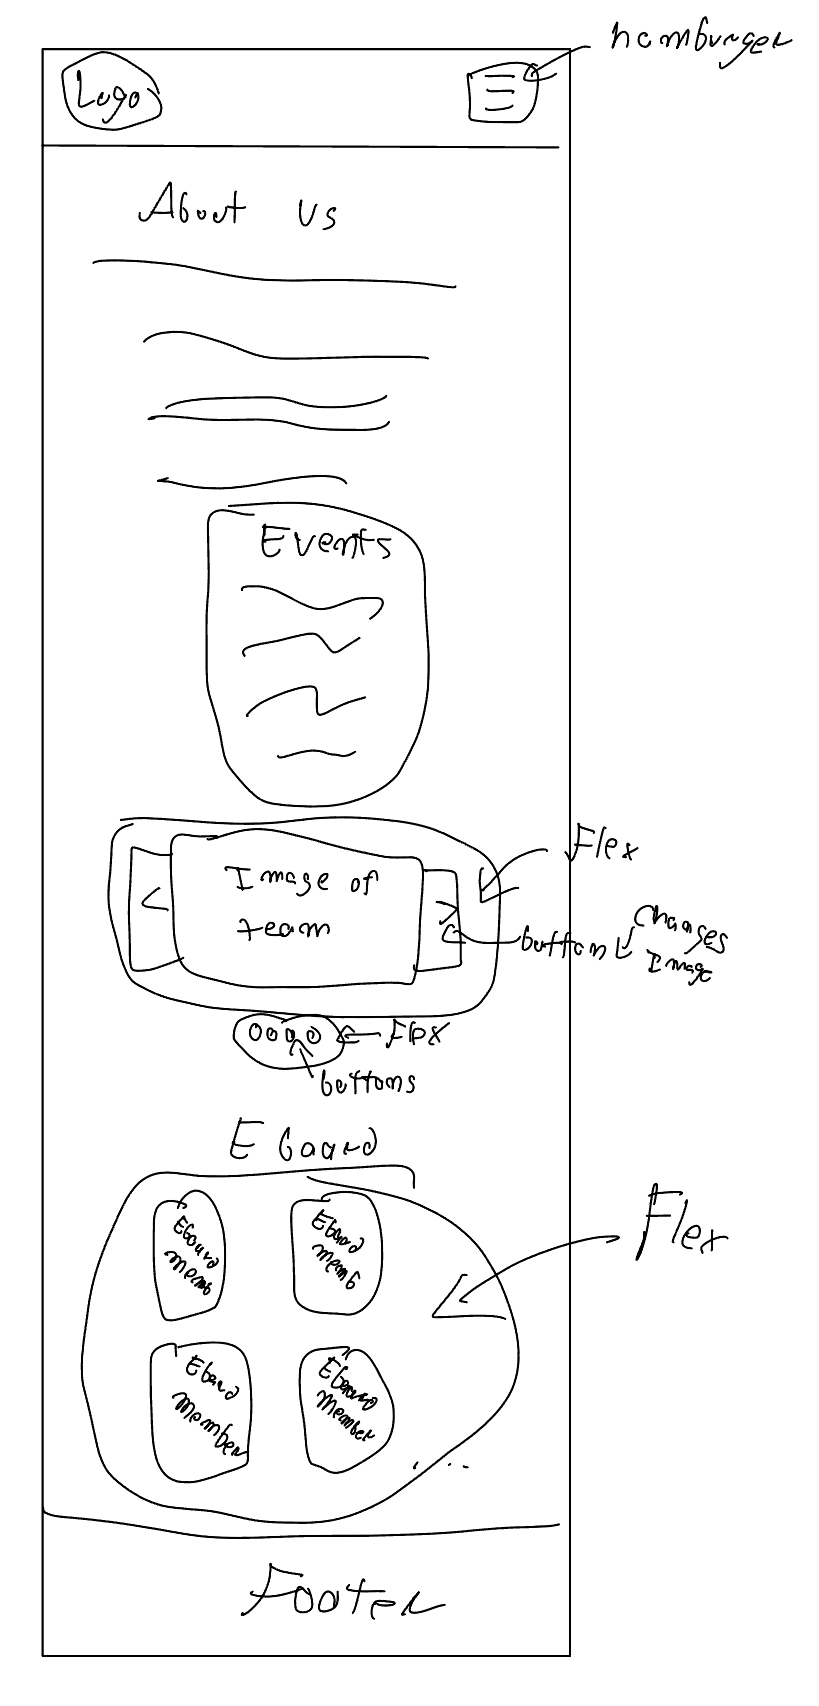 hamburger
Logo
About Us
Events
Flex
Image of
team
<
>
button
Changes
Image
Flex
buttons
E board
Flex
Eboard
memb
Eboard
memb
Eboard
member
Eboard
Member
....
Footer